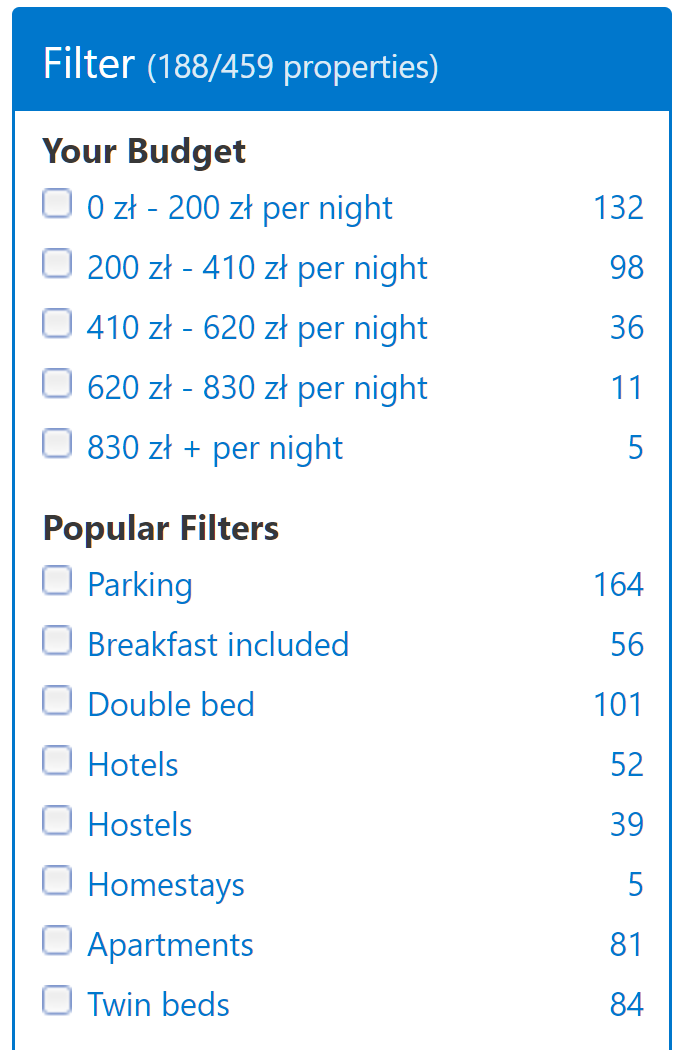 Filter (188/459 properties)
Your Budget
0 zł - 200 zł per night 132
200 zł - 410 zł per night 98
410 zł - 620 zł per night 36
620 zł - 830 zł per night 11
830 zł + per night 5
Popular Filters
Parking 164
Breakfast included 56
Double bed 101
Hotels 52
Hostels 39
Homestays 5
Apartments 81
Twin beds 84